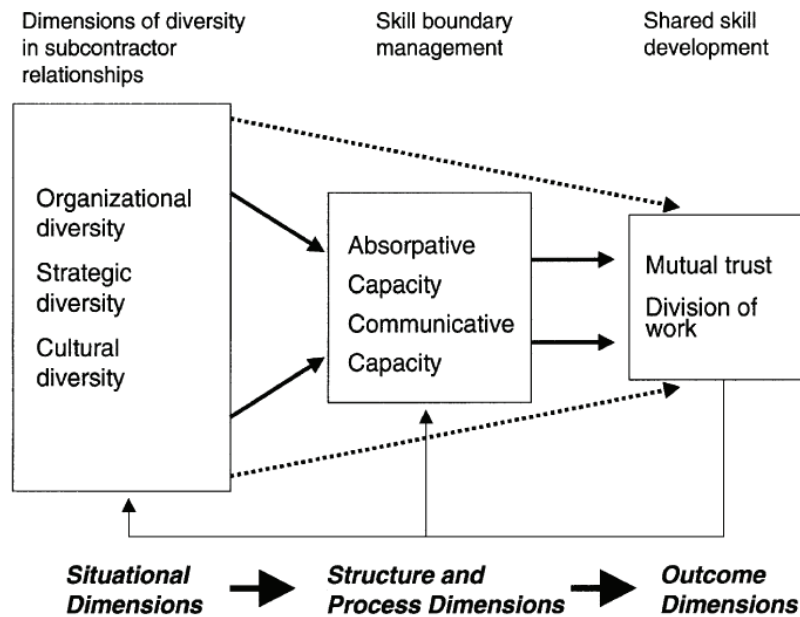 Dimensions of diversity
in subcontractor
relationships
Skill boundary
management
Shared skill
development
Organizational
diversity
Strategic
diversity
Cultural
diversity
Absorpative
Capacity
Communicative
Capacity
Mutual trust
Division of
work
Situational
Dimensions
Structure and
Process Dimensions
Outcome
Dimensions